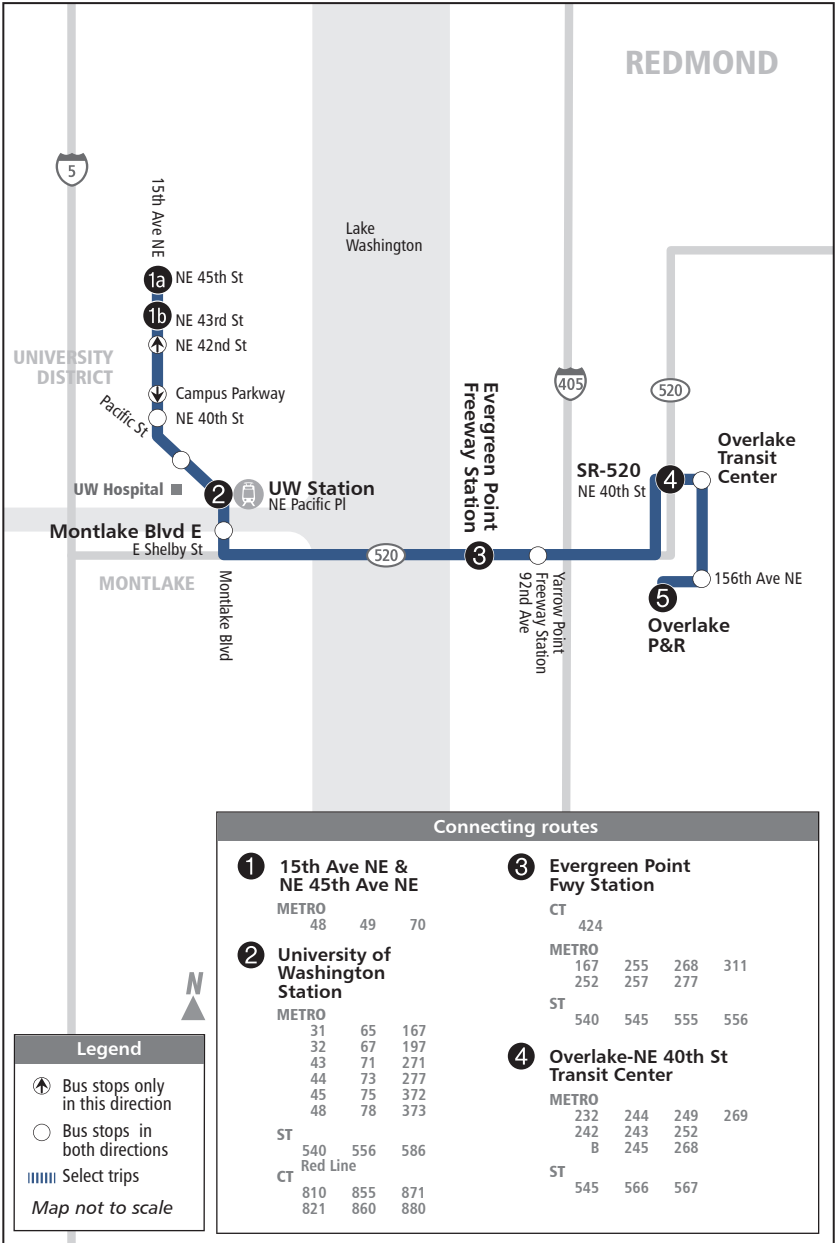 REDMOND
5
15th Ave NE
Lake
Washington
1a NE 45th St
1b NE 43rd St
NE 42nd St
UNIVERSITY
DISTRICT
Campus Parkway
NE 40th St
Pacific St
405
520
Evergreen Point
Freeway Station
Overlake
Transit
Center
SR-520
NE 40th St
4
UW Hospital
2
UW Station
NE Pacific Pl
Montlake Blvd E
E Shelby St
520
3
MONTLAKE
Montlake Blvd
Yarrow Point
Freeway Station
92nd Ave
156th Ave NE
5
Overlake
P&R
Connecting routes
1 15th Ave NE &
NE 45th Ave NE
METRO
48 49 70
2 University of
Washington
Station
METRO
31 65 167
32 67 197
43 71 271
44 73 277
45 75 372
48 78 373
ST
540 556 586
Red Line
CT
810 855 871
821 860 880
3 Evergreen Point
Fwy Station
CT
424
METRO
167 255 268 311
252 257 277
ST
540 545 555 556
4 Overlake-NE 40th St
Transit Center
METRO
232 244 249 269
242 243 252
B 245 268
ST
545 566 567
N
Legend
Bus stops only
in this direction
Bus stops in
both directions
Select trips
Map not to scale